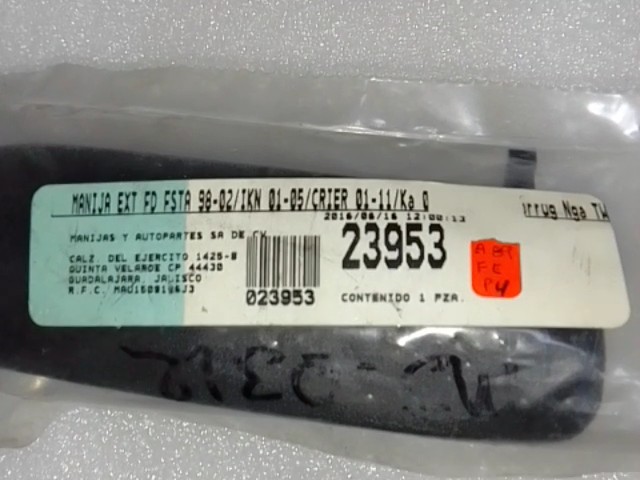 MANIJA EXT FD FSTA 98-02/IKN 01-05/CRIER 01-11/Ka 0
irrug Nga TW
2016/06/16 12:00:13
MANIJAS Y AUTOPARTES SA DE CV
23953
CALZ. DEL EJERCITO 1425-B
QUINTA VELARDE CP 44430
GUADALAJARA JALISCO
R.F.C.
023953
CONTENIDO 1 PZA.